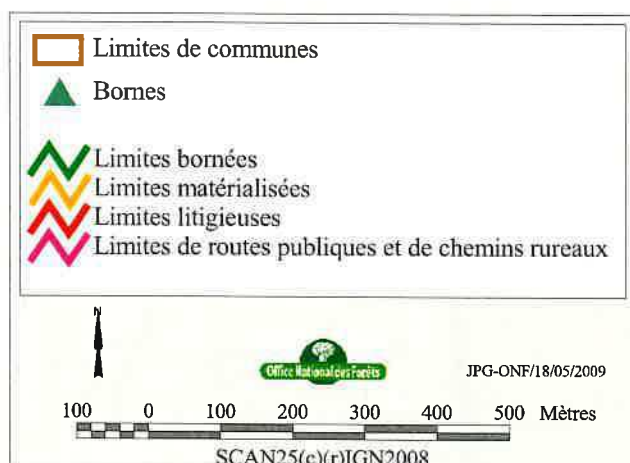 Limites de communes
Bornes
Limites bornées
Limites matérialisées
Limites litigieuses
Limites de routes publiques et de chemins rureaux
N
Office National des Forêts
JPG-ONF/18/05/2009
100 0 100 200 300 400 500 Mètres
SCAN25(c)(r)IGN2008